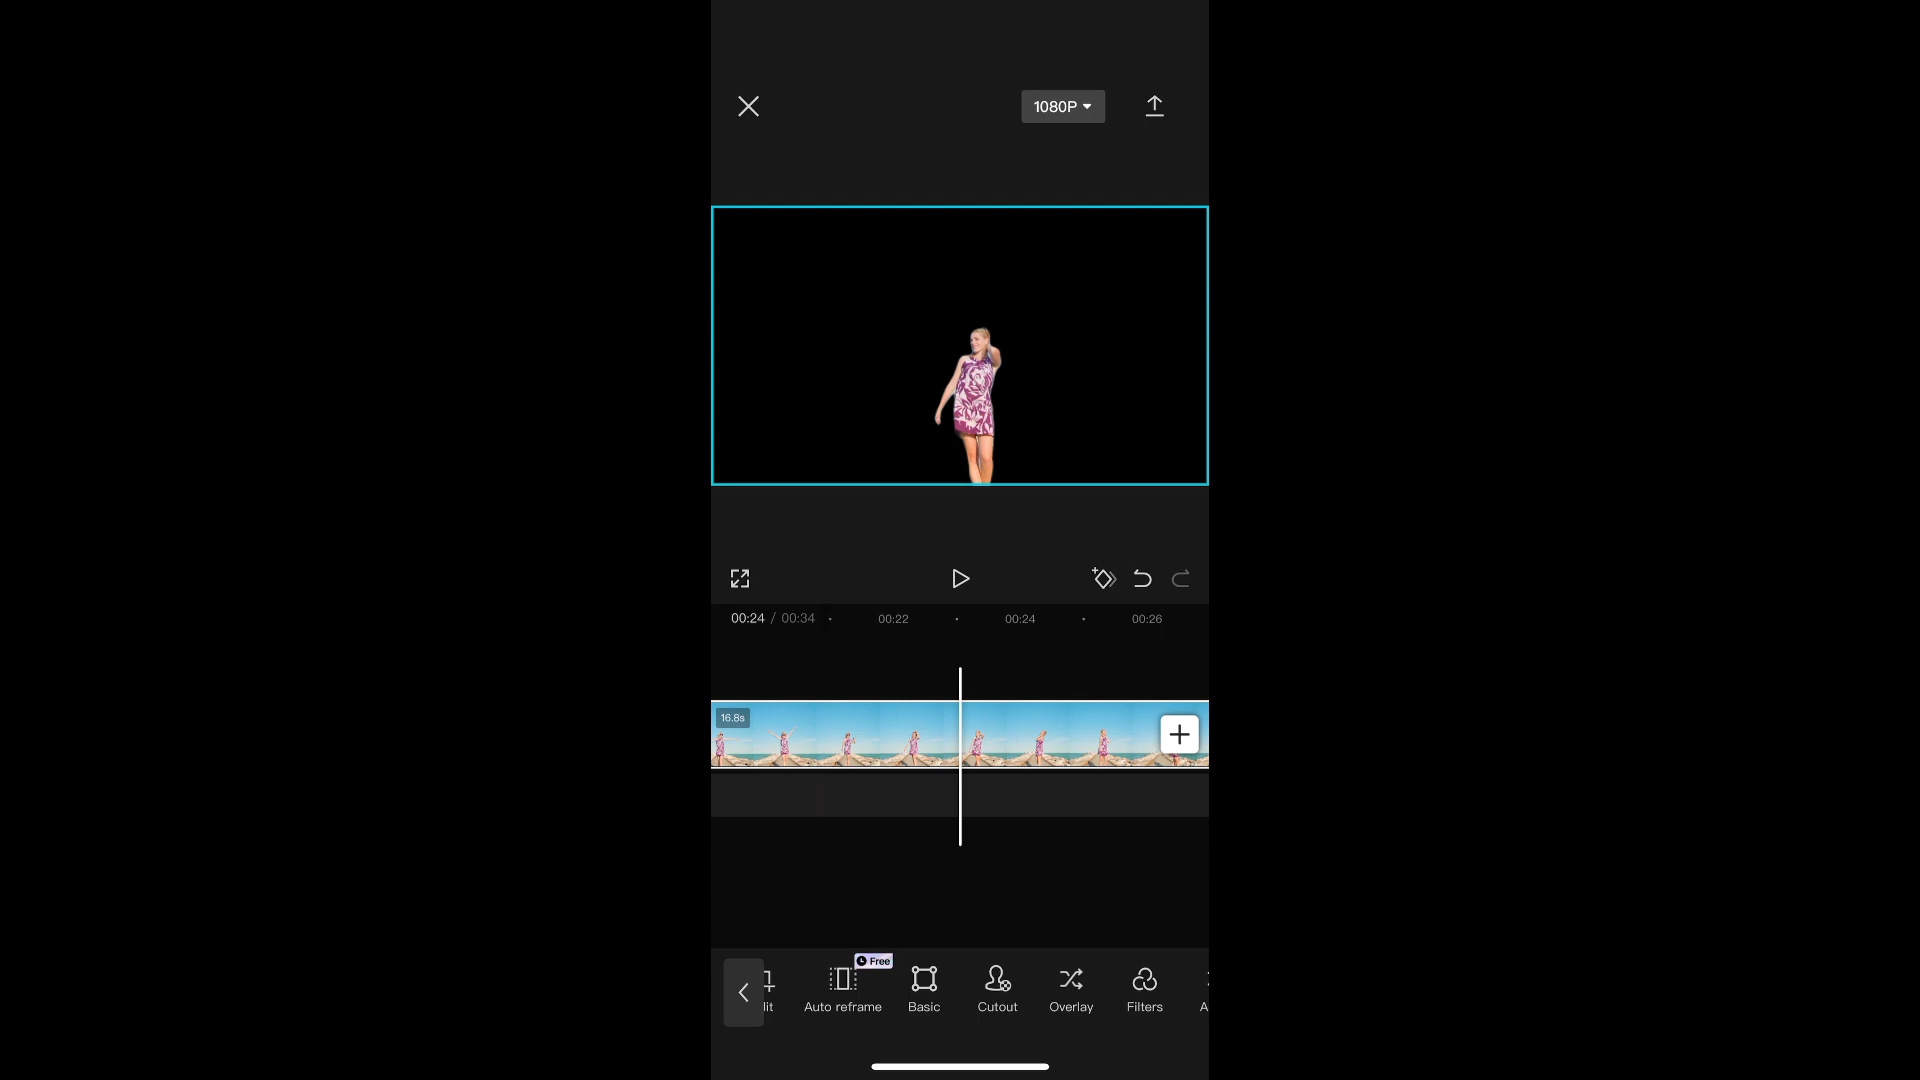 1080P
00:24 / 00:34
00:22
00:24
00:26
16.8s
Free
Auto reframe
Basic
Cutout
Overlay
Filters